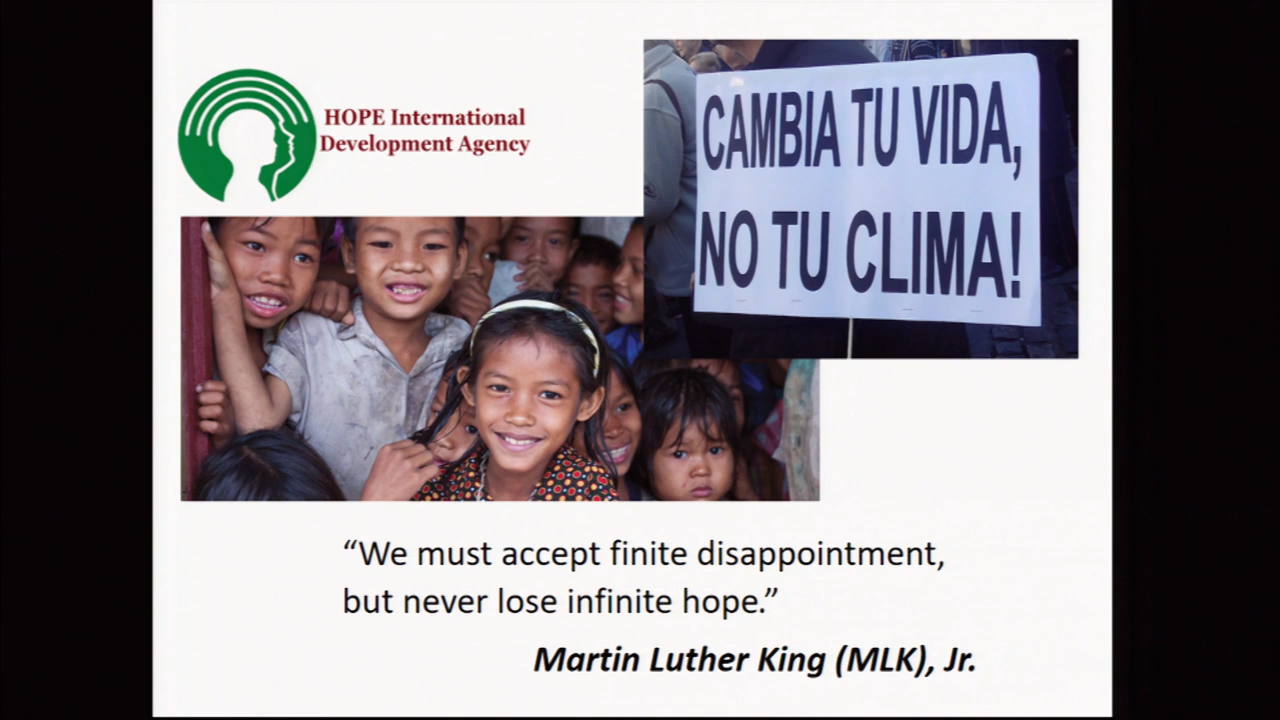 HOPE International
Development Agency
CAMBIA TU VIDA,
NO TU CLIMA!
“We must accept finite disappointment,
but never lose infinite hope.”
Martin Luther King (MLK), Jr.